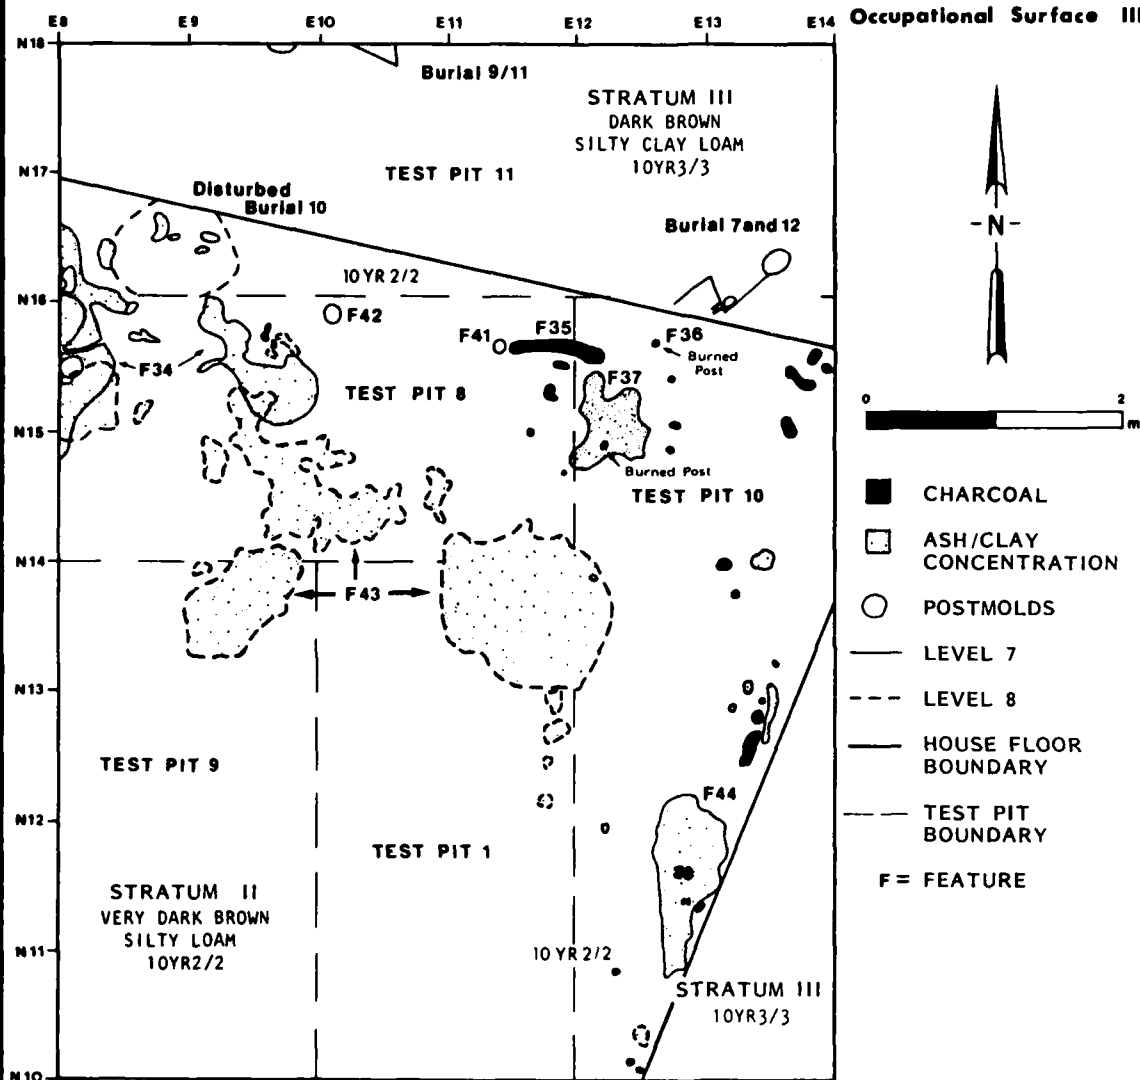 E8 E9 E10 E11 E12 E13 E14
Occupational Surface III
N18
Burial 9/11
STRATUM III
DARK BROWN
SILTY CLAY LOAM
10YR3/3
N17
TEST PIT 11
Disturbed
Burial 10
Burial 7and 12
10YR 2/2
N16
F42
F41
F35
F36
Burned
Post
F34
F37
TEST PIT 8
N15
Burned Post
TEST PIT 10
N14
F43
N13
TEST PIT 9
F44
N12
TEST PIT 1
STRATUM II
VERY DARK BROWN
SILTY LOAM
10YR2/2
N11
10YR 2/2
STRATUM III
10YR3/3
N10
-N-
0 2
m
CHARCOAL
ASH/CLAY
CONCENTRATION
POSTMOLDS
LEVEL 7
LEVEL 8
HOUSE FLOOR
BOUNDARY
TEST PIT
BOUNDARY
F= FEATURE